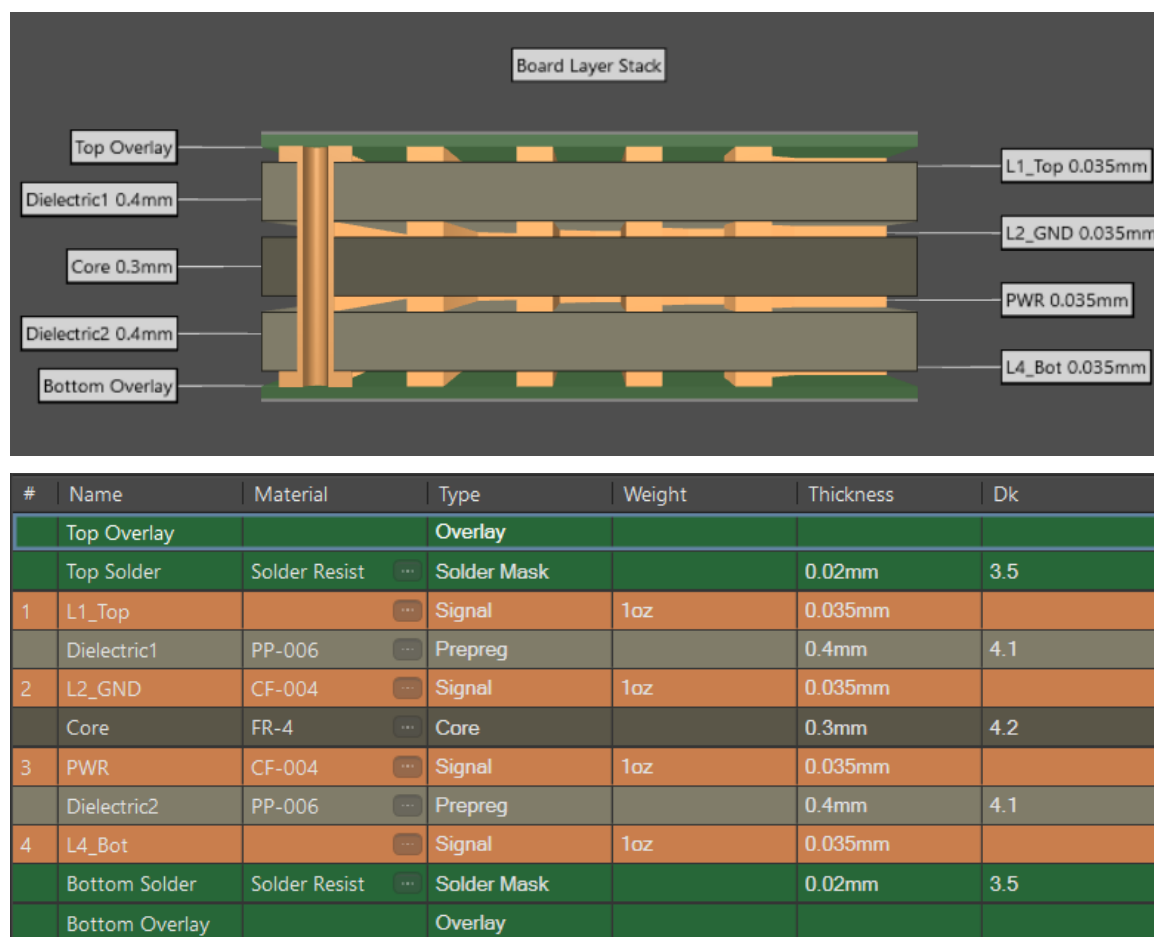 Board Layer Stack
Top Overlay
Dielectric1 0.4mm
Core 0.3mm
Dielectric2 0.4mm
Bottom Overlay
L1_Top 0.035mm
L2_GND 0.035mm
PWR 0.035mm
L4_Bot 0.035mm
# Name Material Type Weight Thickness Dk
Top Overlay Overlay
Top Solder Solder Resist ... Solder Mask 0.02mm 3.5
1 L1_Top ... Signal 1oz 0.035mm
Dielectric1 PP-006 ... Prepreg 0.4mm 4.1
2 L2_GND CF-004 ... Signal 1oz 0.035mm
Core FR-4 ... Core 0.3mm 4.2
3 PWR CF-004 ... Signal 1oz 0.035mm
Dielectric2 PP-006 ... Prepreg 0.4mm 4.1
4 L4_Bot ... Signal 1oz 0.035mm
Bottom Solder Solder Resist ... Solder Mask 0.02mm 3.5
Bottom Overlay Overlay